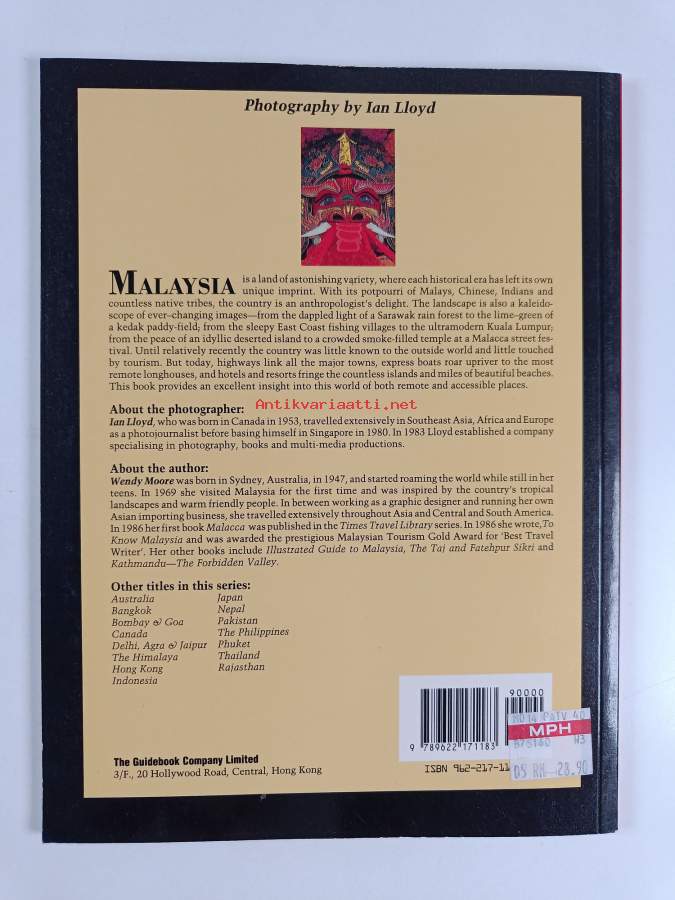 Photography by Ian Lloyd
MALAYSIA is a land of astonishing variety, where each historical era has left its own
unique imprint. With its potpourri of Malays, Chinese, Indians and
countless native tribes, the country is an anthropologist's delight. The landscape is also a kaleido-
scope of ever-changing images—from the dappled light of a Sarawak rain forest to the lime-green of
a kedak paddy-field; from the sleepy East Coast fishing villages to the ultramodern Kuala Lumpur;
from the peace of an idyllic deserted island to a crowded smoke-filled temple at a Malacca street fes-
tival. Until relatively recently the country was little known to the outside world and little touched
by tourism. But today, highways link all the major towns, express boats roar upriver to the most
remote longhouses, and hotels and resorts fringe the countless islands and miles of beautiful beaches.
This book provides an excellent insight into this world of both remote and accessible places.
About the photographer:
Antikvariaatti.net
Ian Lloyd, who was born in Canada in 1953, travelled extensively in Southeast Asia, Africa and Europe
as a photojournalist before basing himself in Singapore in 1980. In 1983 Lloyd established a company
specialising in photography, books and multi-media productions.
About the author:
Wendy Moore was born in Sydney, Australia, in 1947, and started roaming the world while still in her
teens. In 1969 she visited Malaysia for the first time and was inspired by the country's tropical
landscapes and warm friendly people. In between working as a graphic designer and running her own
Asian importing business, she travelled extensively throughout Asia and Central and South America.
In 1986 her first book Malacca was published in the Times Travel Library series. In 1986 she wrote, To
Know Malaysia and was awarded the prestigious Malaysian Tourism Gold Award for 'Best Travel
Writer'. Her other books include Illustrated Guide to Malaysia, The Taj and Fatehpur Sikri and
Kathmandu—The Forbidden Valley.
Other titles in this series:
Australia
Bangkok
Bombay & Goa
Canada
Delhi, Agra & Jaipur
The Himalaya
Hong Kong
Indonesia
Japan
Nepal
Pakistan
The Philippines
Phuket
Thailand
Rajasthan
The Guidebook Company Limited
3/F., 20 Hollywood Road, Central, Hong Kong
90000
9 789622 171183
ISBN 962-217-11
MPH
RM 28.90